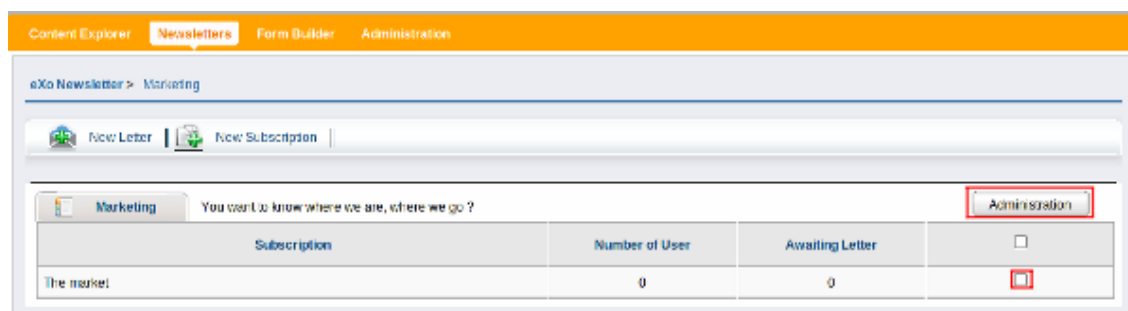 Content Explorer Newsletters Form Builder Administration
eXo Newsletter > Marketing
New Letter New Subscription
Marketing You want to know where we are, where we go ? Administration
Subscription Number of User Awaiting Letter
The market 0 0